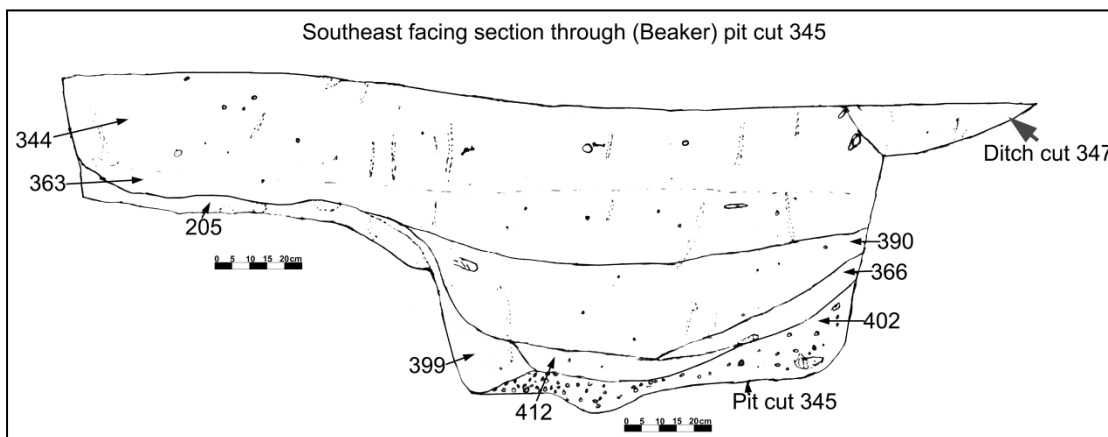 Southeast facing section through (Beaker) pit cut 345
344
Ditch cut 347
363
205
390
366
0 5 10 15 20cm
402
399
412
Pit cut 345
0 5 10 15 20cm